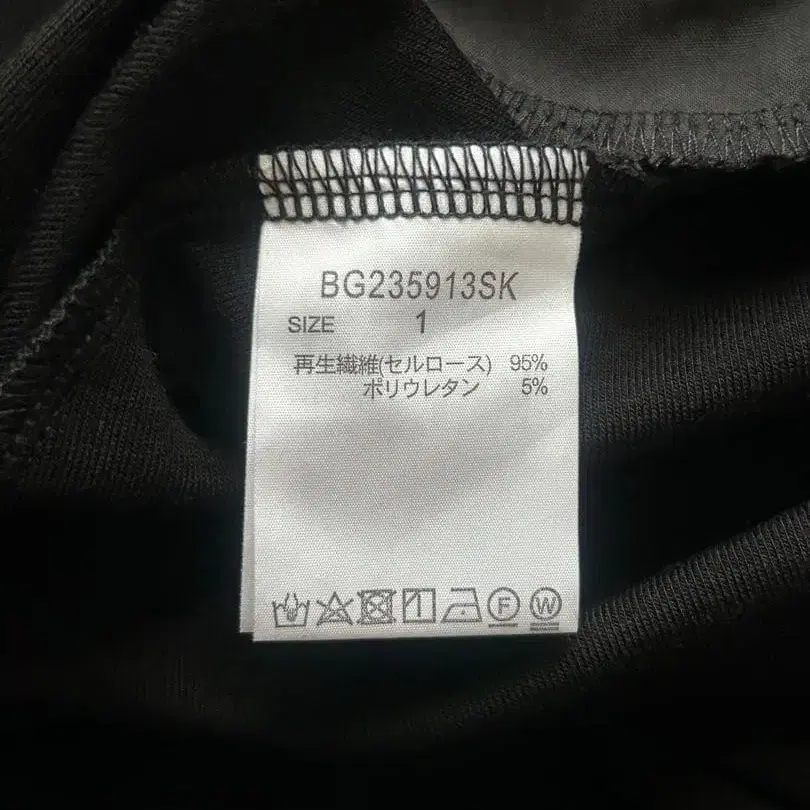 BG235913SK
SIZE 1
再生繊維(セルロース) 95%
ポリウレタン 5%
F W